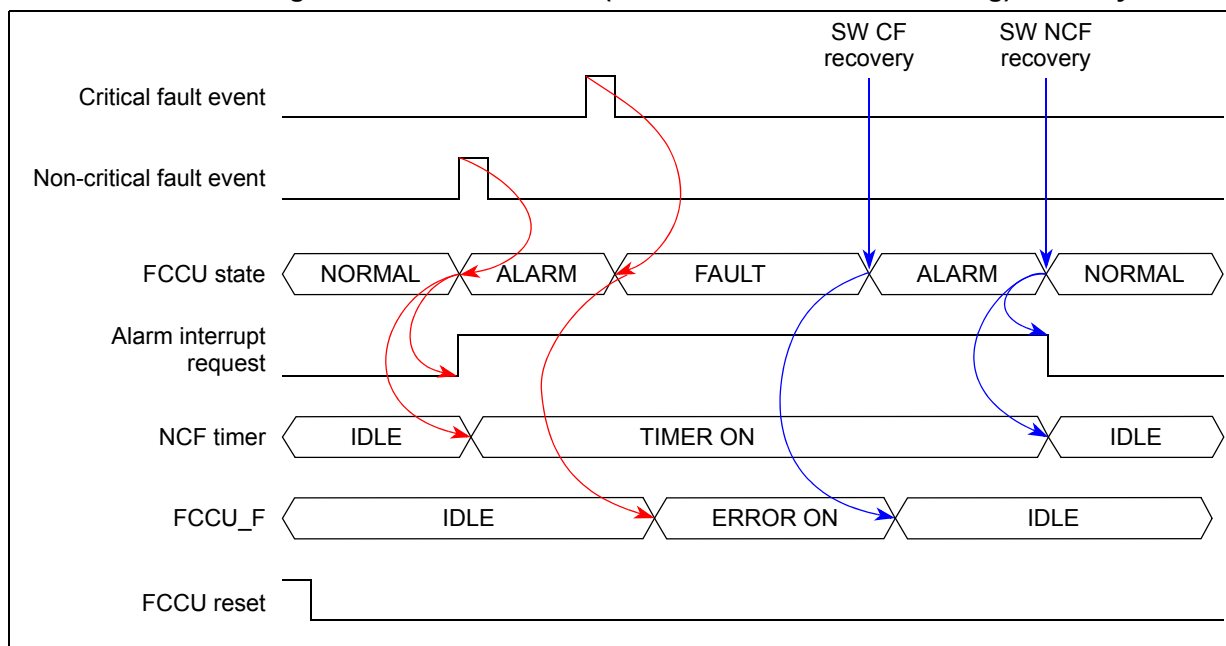 SW CF
recovery
SW NCF
recovery
Critical fault event
Non-critical fault event
FCCU state
NORMAL
ALARM
FAULT
ALARM
NORMAL
Alarm interrupt
request
NCF timer
IDLE
TIMER ON
IDLE
FCCU_F
IDLE
ERROR ON
IDLE
FCCU reset